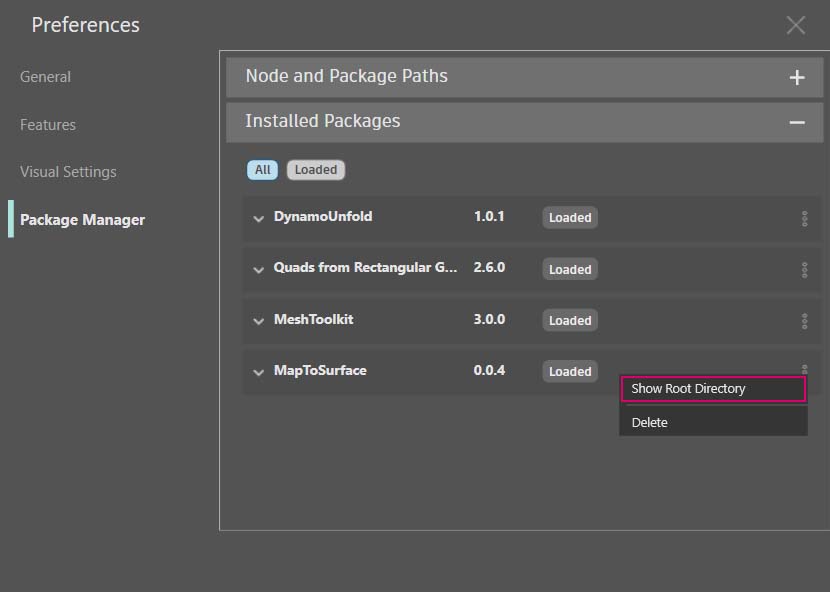 Preferences
General
Features
Visual Settings
Package Manager
Node and Package Paths
Installed Packages
All Loaded
DynamoUnfold 1.0.1 Loaded
Quads from Rectangular G... 2.6.0 Loaded
MeshToolkit 3.0.0 Loaded
MapToSurface 0.0.4 Loaded
Show Root Directory
Delete